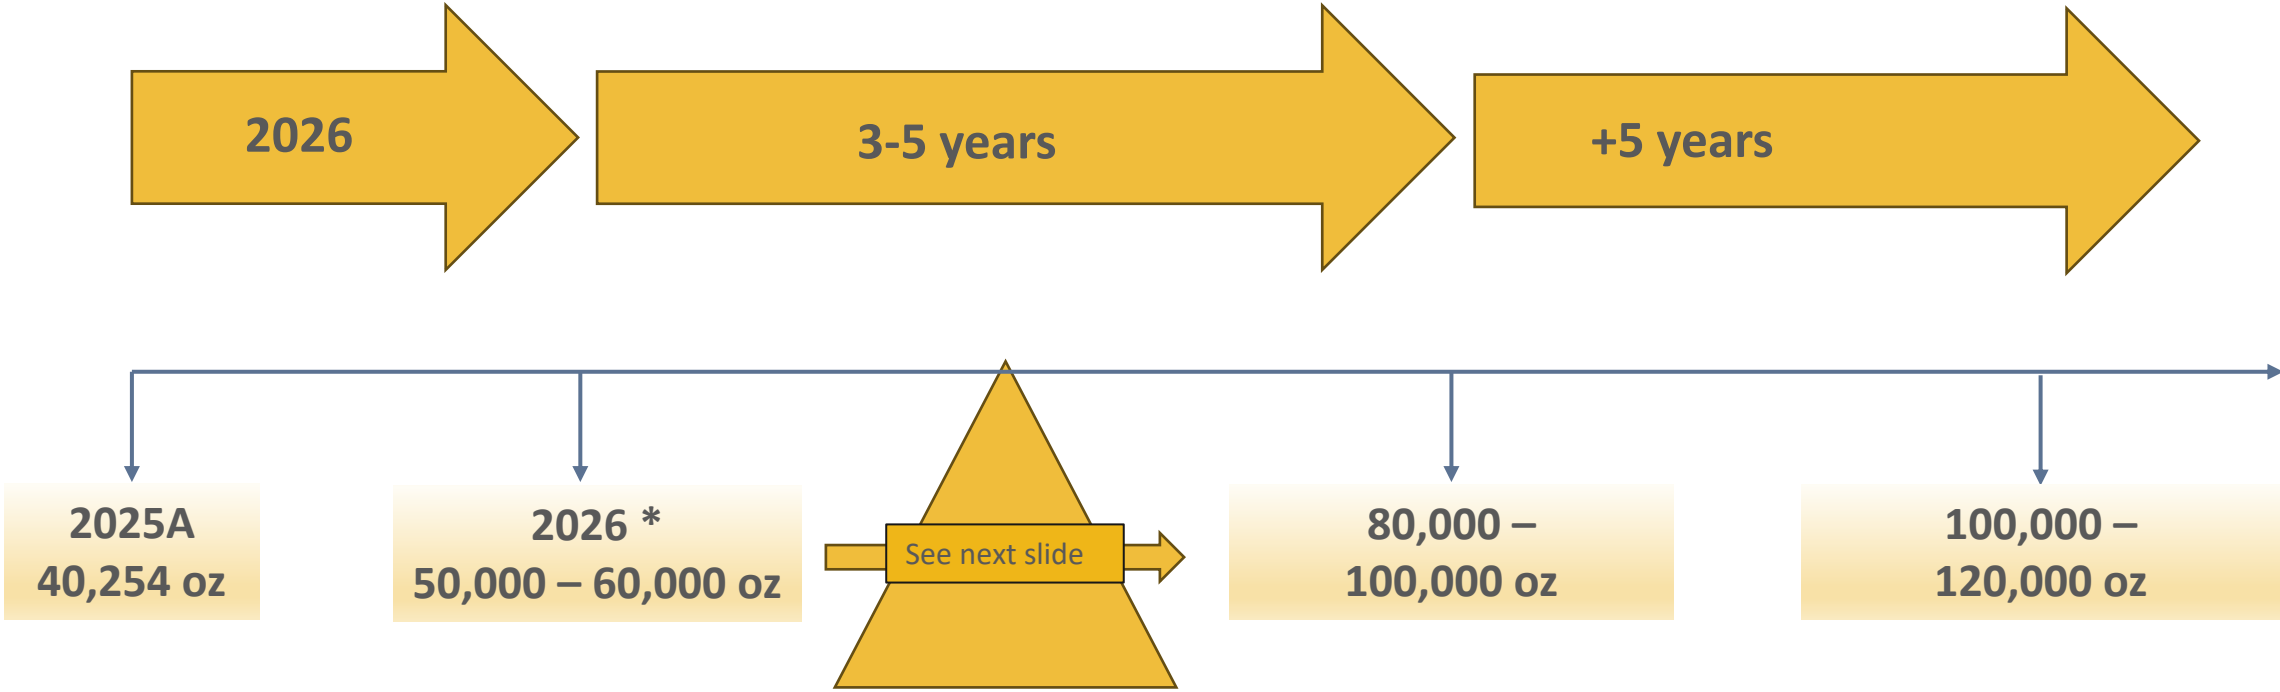 2026
3-5 years
+5 years
2025A
40,254 oz
2026 *
50,000 – 60,000 oz
See next slide
80,000 –
100,000 oz
100,000 –
120,000 oz